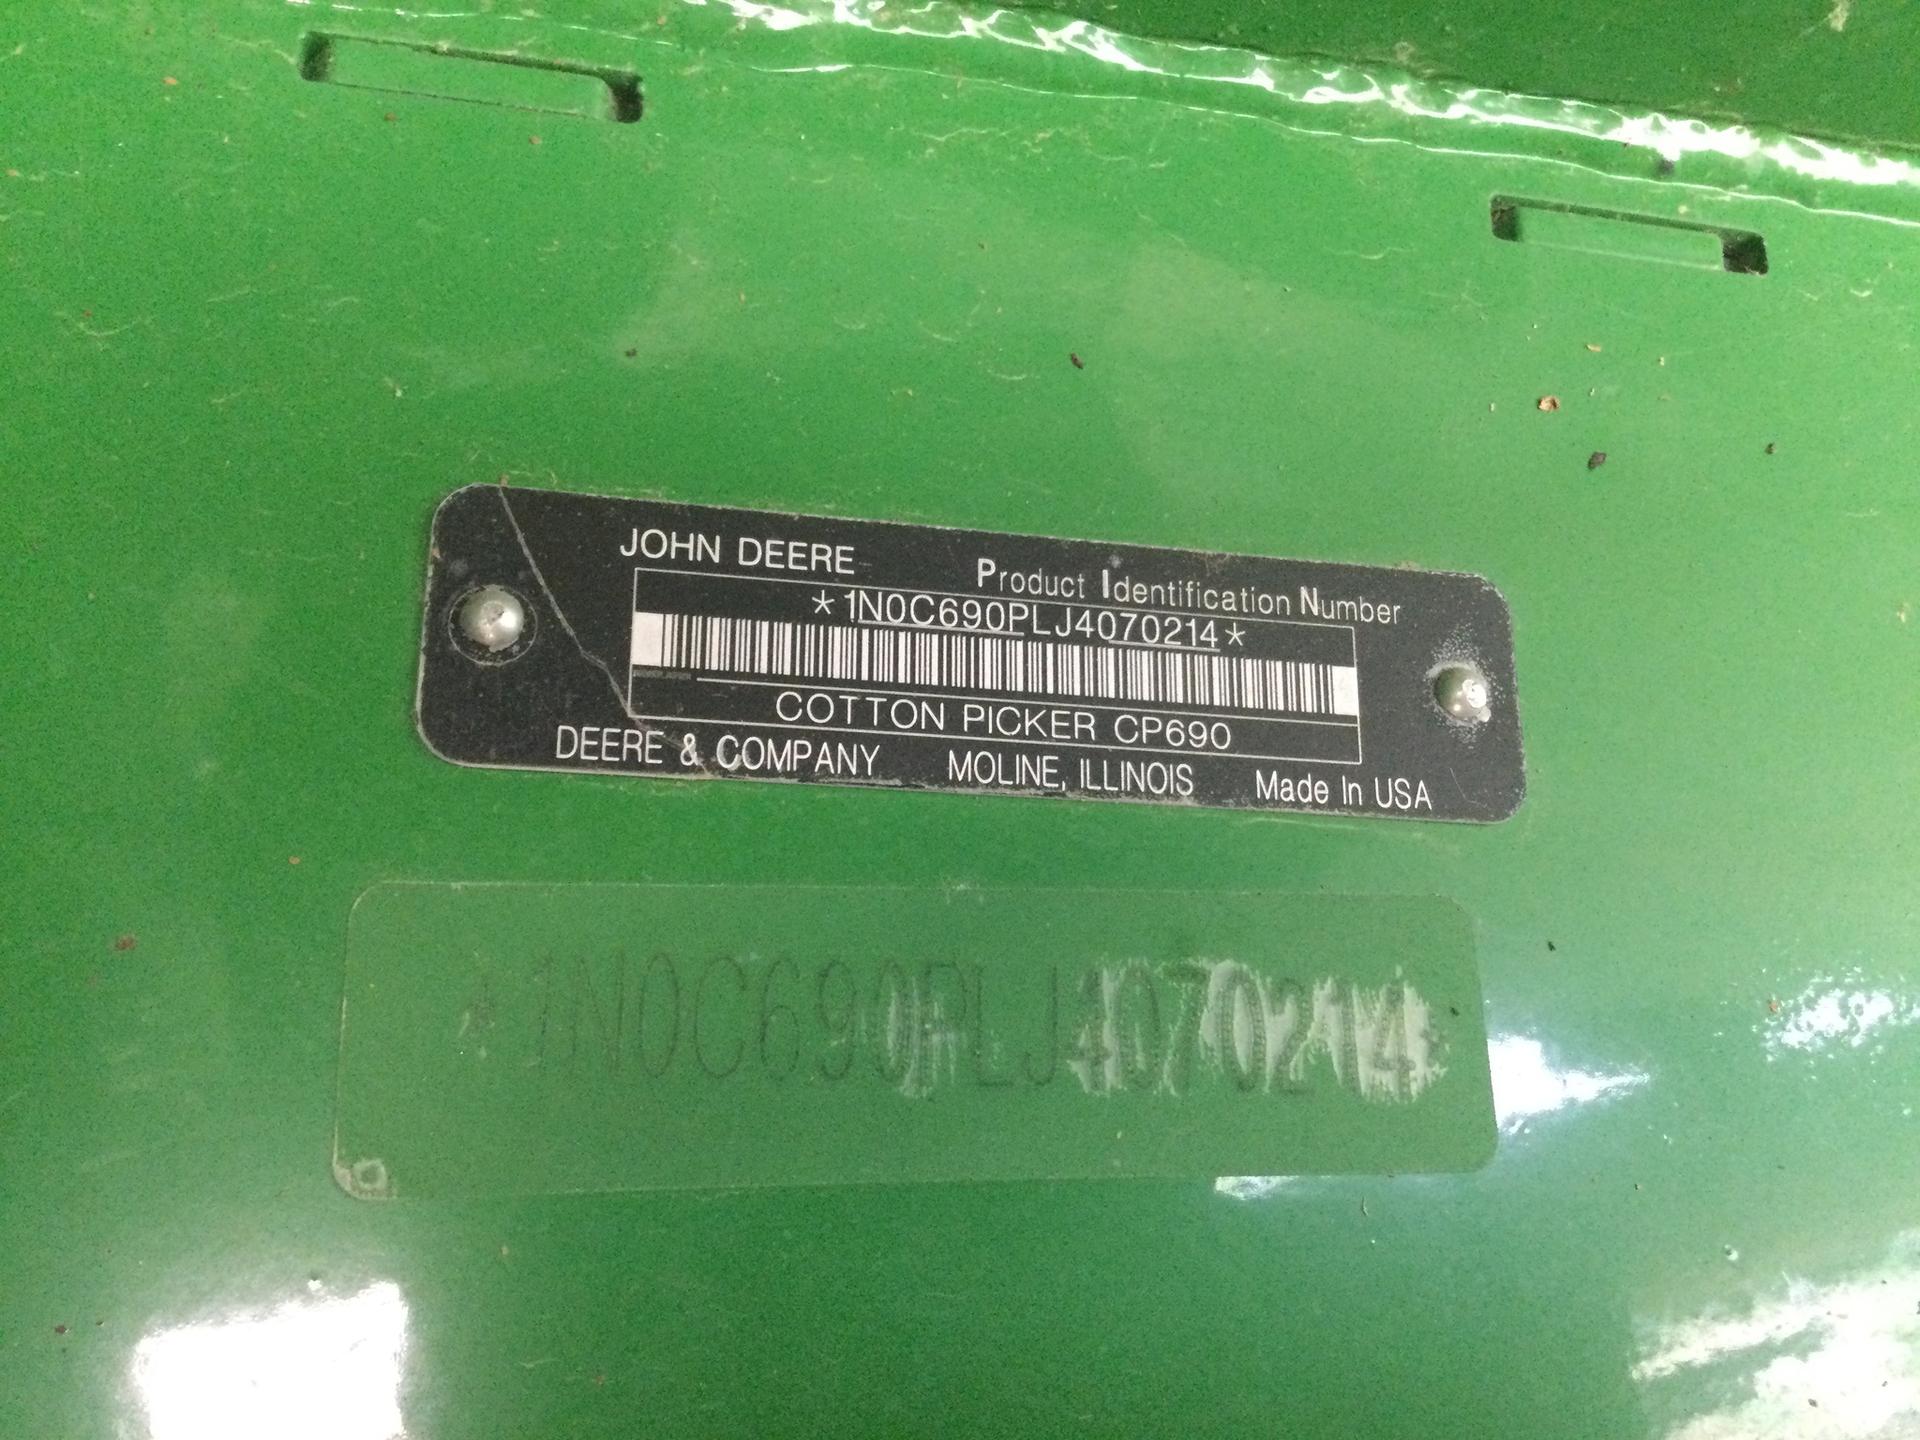 JOHN DEERE
Product Identification Number
*1N0C690PLJ4070214*
COTTON PICKER CP690
DEERE & COMPANY MOLINE, ILLINOIS Made In USA
*1N0C690PLJ4070214*